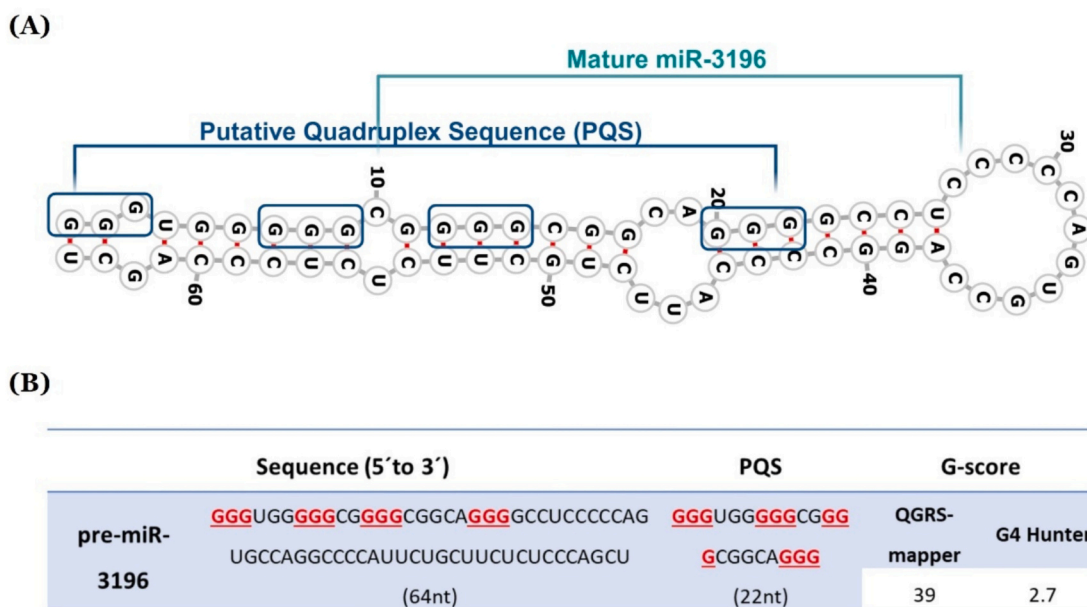 (A)
Mature miR-3196
Putative Quadruplex Sequence (PQS)
10
20
30
G G G U G G G G G C G G G G C G G C A G G G G C C U C C C C C A G U G C C
U C G A C C C U C U C U U C G U C U U A C C C C G G A
60
50
40
(B)
Sequence (5´to 3´) PQS G-score
GGGUGGGGGCGGGCGGCAGGGGCCUCCCCCAG GGGUGGGGGCGGG QGRS-
pre-miR- UGCCAGGCCCCAUUCUGCUUCUCUCCCAGCU GCGGCAGGG mapper G4 Hunter
3196 (64nt) (22nt) 39 2.7